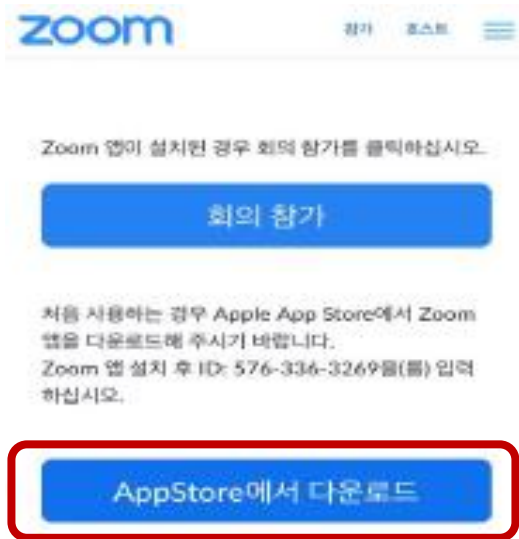 zoom
참가 호스트
Zoom 앱이 설치된 경우 회의 참가를 클릭하십시오.
회의 참가
처음 사용하는 경우 Apple App Store에서 Zoom
앱을 다운로드해 주시기 바랍니다.
Zoom 앱 설치 후 ID: 576-336-3269을(를) 입력
하십시오.
AppStore에서 다운로드